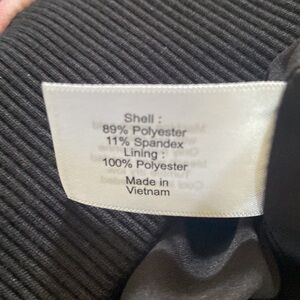 Shell :
89% Polyester
11% Spandex
Lining :
100% Polyester
Made in
Vietnam